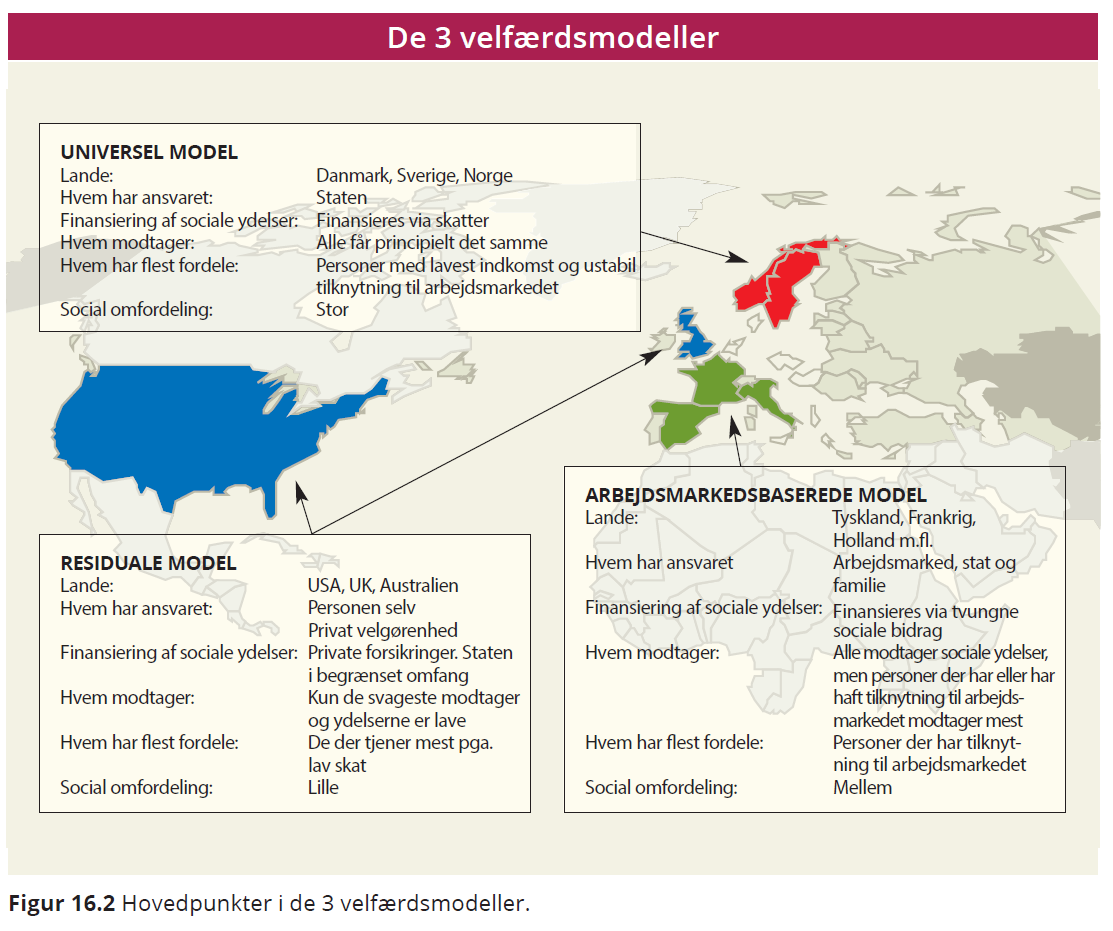 De 3 velfærdsmodeller
UNIVERSEL MODEL
Lande: Danmark, Sverige, Norge
Hvem har ansvaret: Staten
Finansiering af sociale ydelser: Finansieres via skatter
Hvem modtager: Alle får principielt det samme
Hvem har flest fordele: Personer med lavest indkomst og ustabil
tilknytning til arbejdsmarkedet
Social omfordeling: Stor
RESIDUALE MODEL
Lande: USA, UK, Australien
Hvem har ansvaret: Personen selv
Privat velgørenhed
Finansiering af sociale ydelser: Private forsikringer. Staten
i begrænset omfang
Hvem modtager: Kun de svageste modtager
og ydelserne er lave
Hvem har flest fordele: De der tjener mest pga.
lav skat
Social omfordeling: Lille
ARBEJDSMARKEDSBASEREDE MODEL
Lande: Tyskland, Frankrig,
Holland m.fl.
Hvem har ansvaret Arbejdsmarked, stat og
familie
Finansiering af sociale ydelser: Finansieres via tvungne
sociale bidrag
Hvem modtager: Alle modtager sociale ydelser,
men personer der har eller har
haft tilknytning til arbejds-
markedet modtager mest
Hvem har flest fordele: Personer der har tilknyt-
ning til arbejdsmarkedet
Social omfordeling: Mellem
Figur 16.2 Hovedpunkter i de 3 velfærdsmodeller.